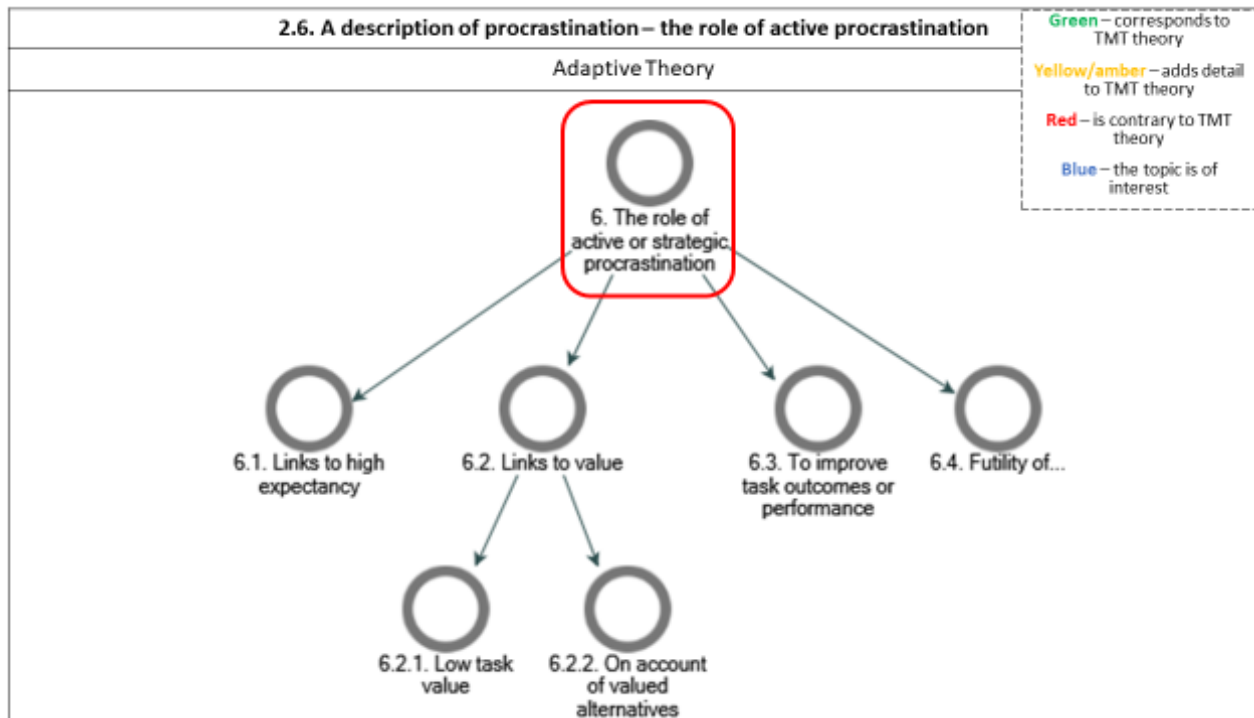 2.6. A description of procrastination – the role of active procrastination
Adaptive Theory
Green – corresponds to
TMT theory
Yellow/amber – adds detail
to TMT theory
Red – is contrary to TMT
theory
Blue – the topic is of
interest
6. The role of
active or strategic
procrastination
6.1. Links to high
expectancy
6.2. Links to value
6.3. To improve
task outcomes or
performance
6.4. Futility of...
6.2.1. Low task
value
6.2.2. On account
of valued
alternatives